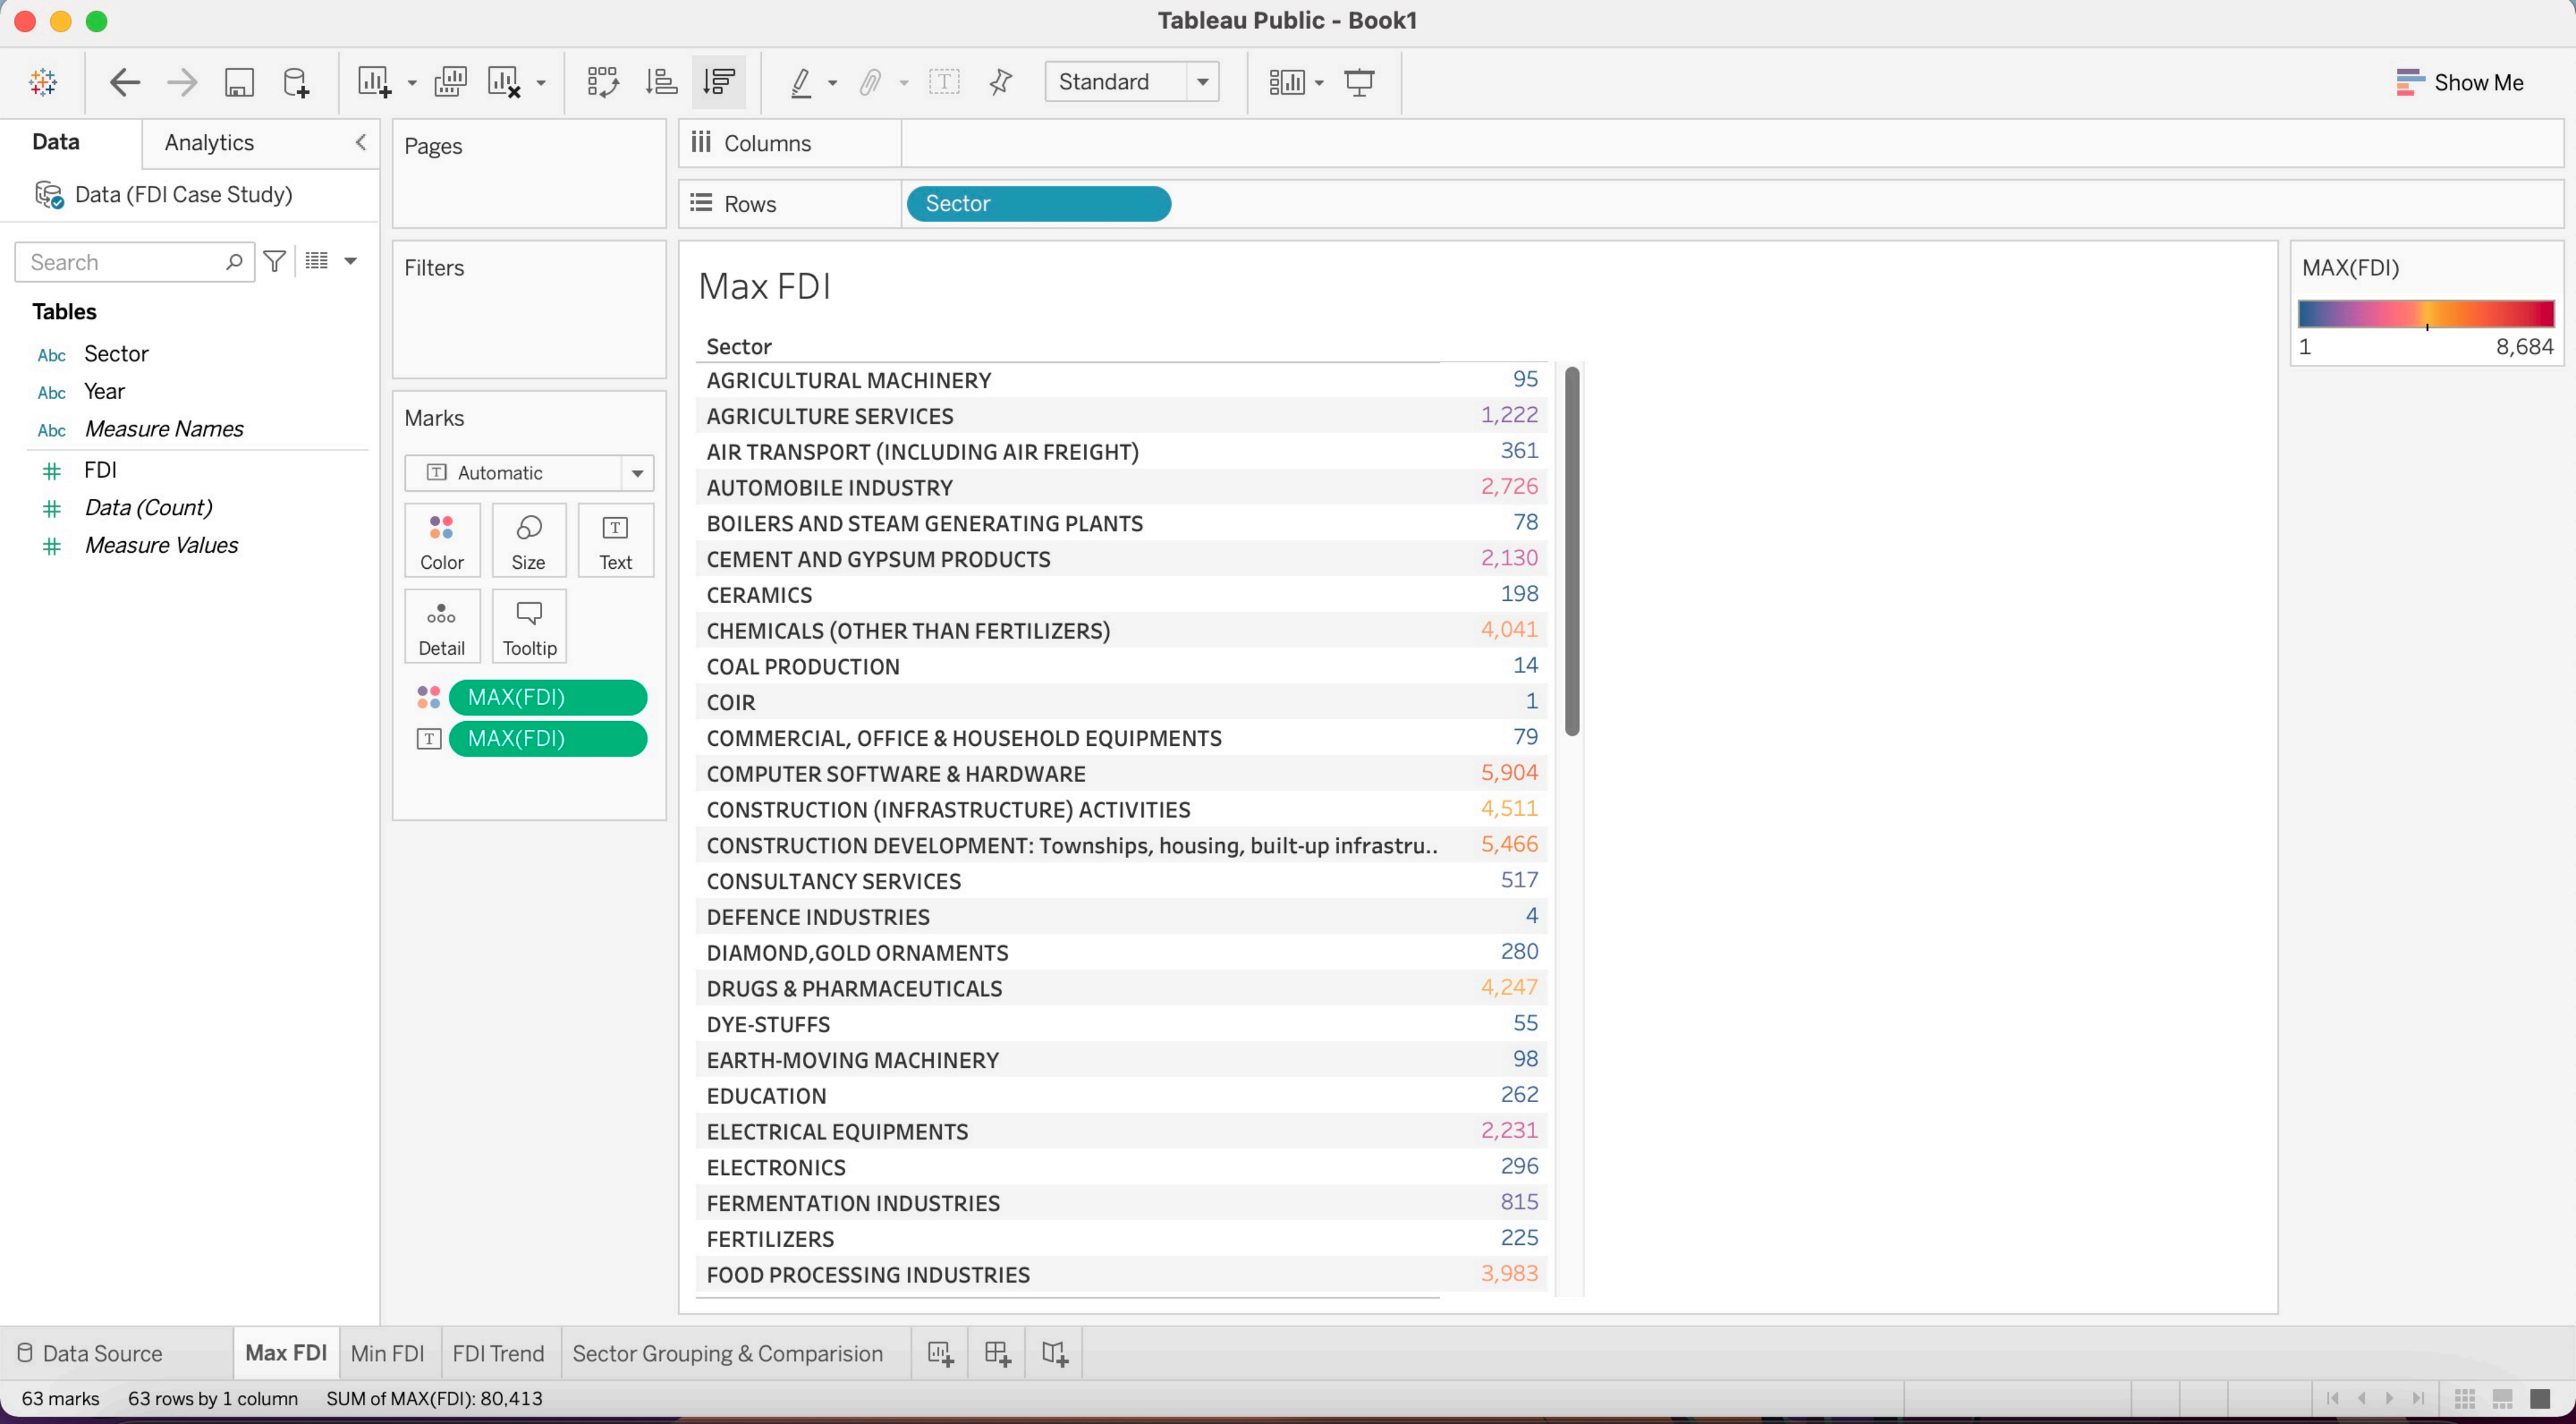 Tableau Public - Book1
Standard
Show Me
Data
Analytics
Data (FDI Case Study)
Search
Tables
Abc Sector
Abc Year
Abc Measure Names
# FDI
# Data (Count)
# Measure Values
Pages
Filters
Marks
T Automatic
Color
Size
T
Text
Detail
Tooltip
MAX(FDI)
T MAX(FDI)
Columns
Rows
Sector
Max FDI
Sector
AGRICULTURAL MACHINERY 95
AGRICULTURE SERVICES 1,222
AIR TRANSPORT (INCLUDING AIR FREIGHT) 361
AUTOMOBILE INDUSTRY 2,726
BOILERS AND STEAM GENERATING PLANTS 78
CEMENT AND GYPSUM PRODUCTS 2,130
CERAMICS 198
CHEMICALS (OTHER THAN FERTILIZERS) 4,041
COAL PRODUCTION 14
COIR 1
COMMERCIAL, OFFICE & HOUSEHOLD EQUIPMENTS 79
COMPUTER SOFTWARE & HARDWARE 5,904
CONSTRUCTION (INFRASTRUCTURE) ACTIVITIES 4,511
CONSTRUCTION DEVELOPMENT: Townships, housing, built-up infrastru.. 5,466
CONSULTANCY SERVICES 517
DEFENCE INDUSTRIES 4
DIAMOND,GOLD ORNAMENTS 280
DRUGS & PHARMACEUTICALS 4,247
DYE-STUFFS 55
EARTH-MOVING MACHINERY 98
EDUCATION 262
ELECTRICAL EQUIPMENTS 2,231
ELECTRONICS 296
FERMENTATION INDUSTRIES 815
FERTILIZERS 225
FOOD PROCESSING INDUSTRIES 3,983
MAX(FDI)
1 8,684
Data Source
Max FDI
Min FDI
FDI Trend
Sector Grouping & Comparision
63 marks 63 rows by 1 column SUM of MAX(FDI): 80,413